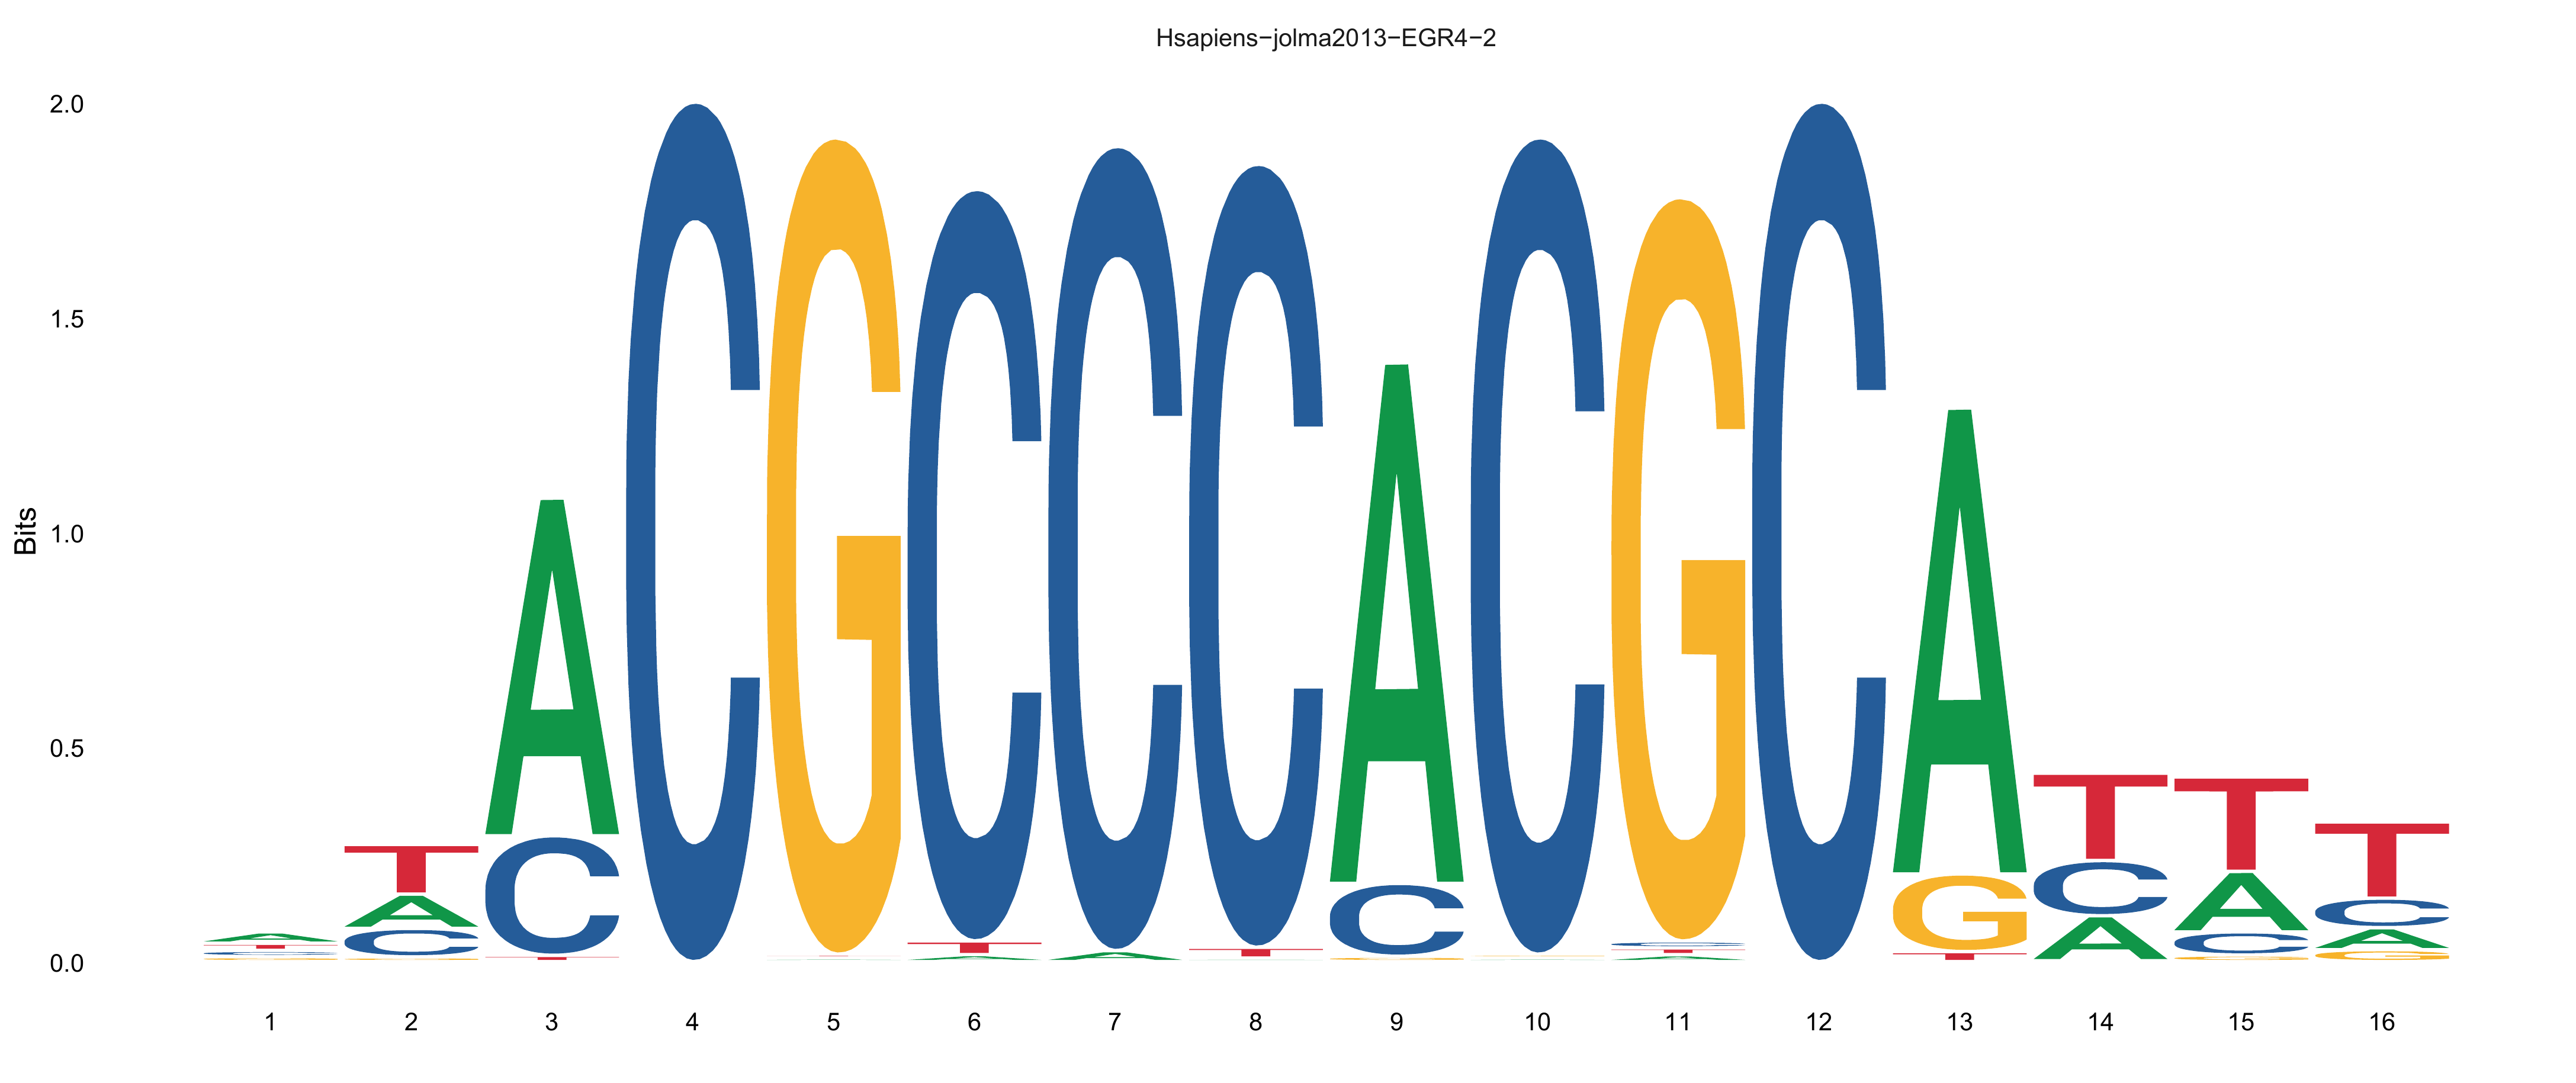 Hsapiens−jolma2013−EGR4−2
2.0
1.5
1.0
0.5
0.0
Bits
A T C G
T A C G
A C T
C
G T
C T A
C A
C T G
A C G
C G
G C T A
C
A G T
T C A
T A C G
T C A G
1 2 3 4 5 6 7 8 9 10 11 12 13 14 15 16